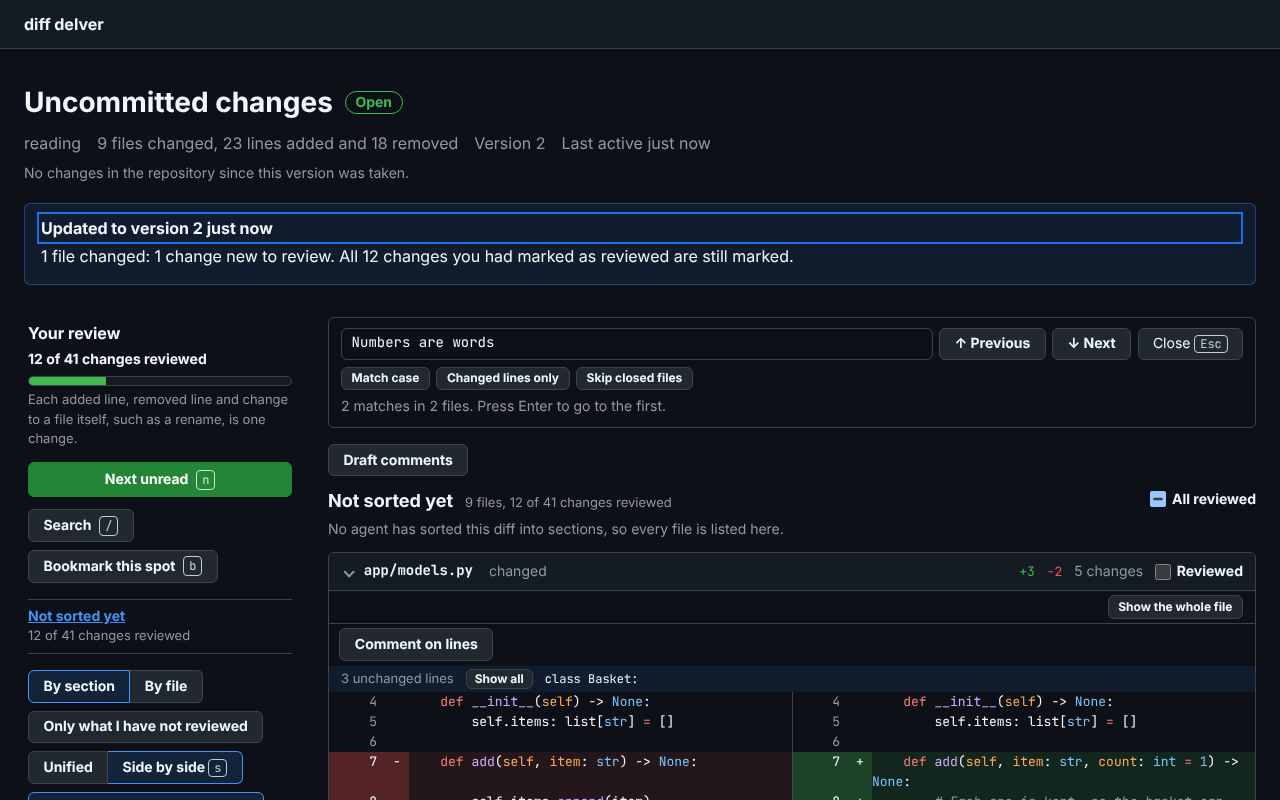 diff delver
Uncommitted changes Open
reading 9 files changed, 23 lines added and 18 removed Version 2 Last active just now
No changes in the repository since this version was taken.
Updated to version 2 just now
1 file changed: 1 change new to review. All 12 changes you had marked as reviewed are still marked.
Your review
12 of 41 changes reviewed
Each added line, removed line and change
to a file itself, such as a rename, is one
change.
Next unread n
Search /
Bookmark this spot b
Not sorted yet
12 of 41 changes reviewed
By section By file
Only what I have not reviewed
Unified Side by side s
Numbers are words ↑ Previous ↓ Next Close Esc
Match case Changed lines only Skip closed files
2 matches in 2 files. Press Enter to go to the first.
Draft comments
Not sorted yet 9 files, 12 of 41 changes reviewed All reviewed
No agent has sorted this diff into sections, so every file is listed here.
app/models.py changed +3 -2 5 changes Reviewed
Show the whole file
Comment on lines
3 unchanged lines Show all class Basket:
4 def __init__(self) -> None: 4 def __init__(self) -> None:
5 self.items: list[str] = [] 5 self.items: list[str] = []
6 6
7 - def add(self, item: str) -> None: 7 + def add(self, item: str, count: int = 1) ->
None: